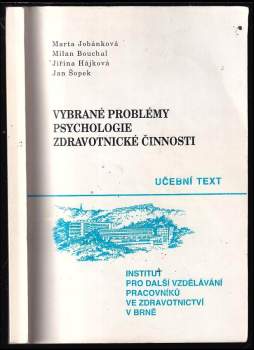 Marta Johánková
Milan Bouchal
Jiřina Hájková
Jan Šopek
VYBRANÉ PROBLÉMY
PSYCHOLOGIE
ZDRAVOTNICKÉ ČINNOSTI
UČEBNÍ TEXT
INSTITUT
PRO DALŠÍ VZDĚLÁVÁNÍ
PRACOVNÍKŮ
VE ZDRAVOTNICTVÍ
V BRNĚ